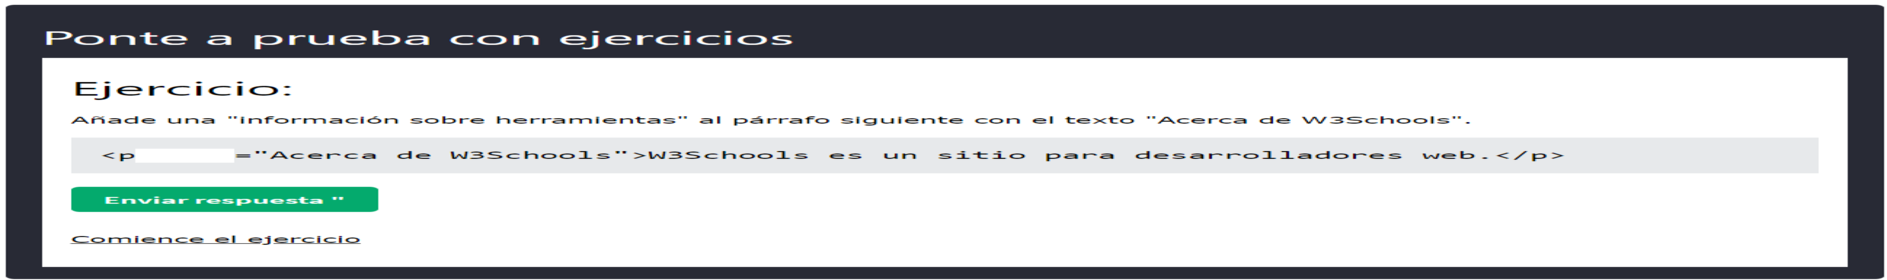 Ponte a prueba con ejercicios
Ejercicio:
Añade una "información sobre herramientas" al párrafo siguiente con el texto "Acerca de W3Schools".
<p ="Acerca de W3Schools">W3Schools es un sitio para desarrolladores web.</p>
Enviar respuesta "
Comience el ejercicio